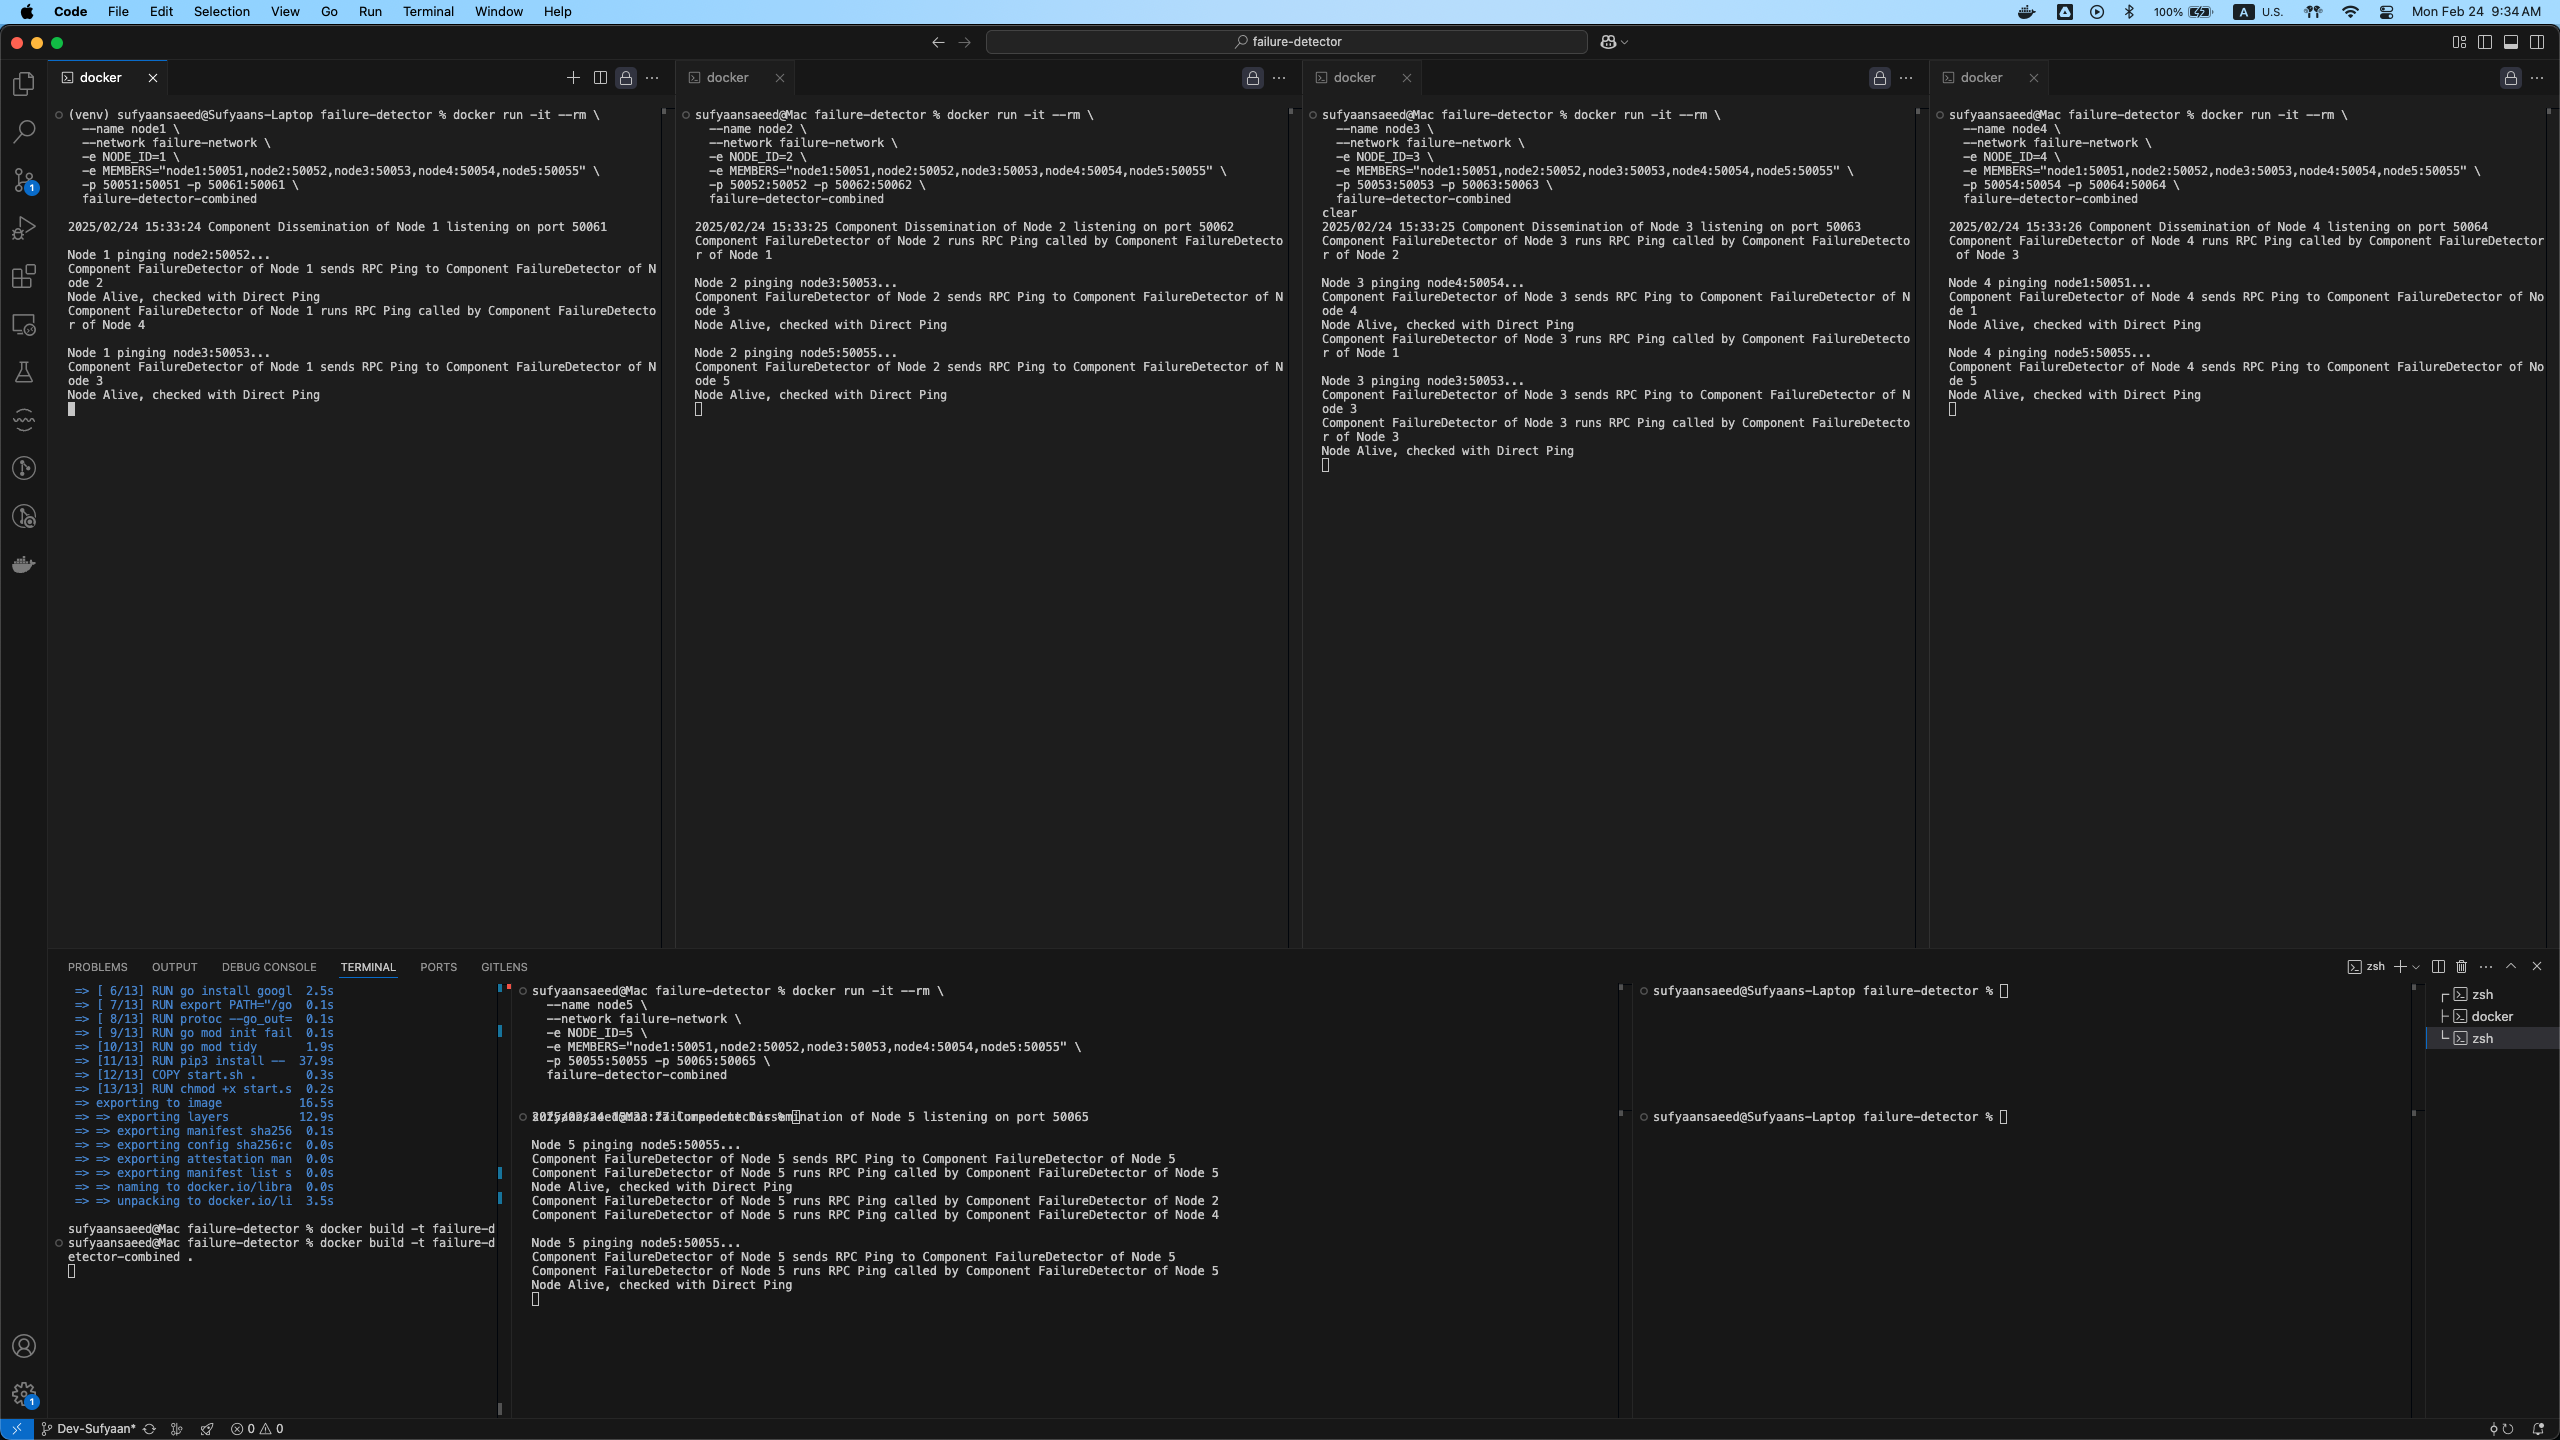 Code File Edit Selection View Go Run Terminal Window Help
100% A U.S. Mon Feb 24 9:34 AM
failure-detector
docker
(venv) sufyaansaeed@Sufyaans-Laptop failure-detector % docker run -it --rm \
--name node1 \
--network failure-network \
-e NODE_ID=1 \
-e MEMBERS="node1:50051,node2:50052,node3:50053,node4:50054,node5:50055" \
-p 50051:50051 -p 50061:50061 \
failure-detector-combined
2025/02/24 15:33:24 Component Dissemination of Node 1 listening on port 50061
Node 1 pinging node2:50052...
Component FailureDetector of Node 1 sends RPC Ping to Component FailureDetector of N
ode 2
Node Alive, checked with Direct Ping
Component FailureDetector of Node 1 runs RPC Ping called by Component FailureDetecto
r of Node 4
Node 1 pinging node3:50053...
Component FailureDetector of Node 1 sends RPC Ping to Component FailureDetector of N
ode 3
Node Alive, checked with Direct Ping
docker
sufyaansaeed@Mac failure-detector % docker run -it --rm \
--name node2 \
--network failure-network \
-e NODE_ID=2 \
-e MEMBERS="node1:50051,node2:50052,node3:50053,node4:50054,node5:50055" \
-p 50052:50052 -p 50062:50062 \
failure-detector-combined
2025/02/24 15:33:25 Component Dissemination of Node 2 listening on port 50062
Component FailureDetector of Node 2 runs RPC Ping called by Component FailureDetecto
r of Node 1
Node 2 pinging node3:50053...
Component FailureDetector of Node 2 sends RPC Ping to Component FailureDetector of N
ode 3
Node Alive, checked with Direct Ping
Node 2 pinging node5:50055...
Component FailureDetector of Node 2 sends RPC Ping to Component FailureDetector of N
ode 5
Node Alive, checked with Direct Ping
docker
sufyaansaeed@Mac failure-detector % docker run -it --rm \
--name node3 \
--network failure-network \
-e NODE_ID=3 \
-e MEMBERS="node1:50051,node2:50052,node3:50053,node4:50054,node5:50055" \
-p 50053:50053 -p 50063:50063 \
failure-detector-combined
clear
2025/02/24 15:33:25 Component Dissemination of Node 3 listening on port 50063
Component FailureDetector of Node 3 runs RPC Ping called by Component FailureDetecto
r of Node 2
Node 3 pinging node4:50054...
Component FailureDetector of Node 3 sends RPC Ping to Component FailureDetector of N
ode 4
Node Alive, checked with Direct Ping
Component FailureDetector of Node 3 runs RPC Ping called by Component FailureDetecto
r of Node 1
Node 3 pinging node3:50053...
Component FailureDetector of Node 3 sends RPC Ping to Component FailureDetector of N
ode 3
Component FailureDetector of Node 3 runs RPC Ping called by Component FailureDetecto
r of Node 3
Node Alive, checked with Direct Ping
docker
sufyaansaeed@Mac failure-detector % docker run -it --rm \
--name node4 \
--network failure-network \
-e NODE_ID=4 \
-e MEMBERS="node1:50051,node2:50052,node3:50053,node4:50054,node5:50055" \
-p 50054:50054 -p 50064:50064 \
failure-detector-combined
2025/02/24 15:33:26 Component Dissemination of Node 4 listening on port 50064
Component FailureDetector of Node 4 runs RPC Ping called by Component FailureDetector
of Node 3
Node 4 pinging node1:50051...
Component FailureDetector of Node 4 sends RPC Ping to Component FailureDetector of No
de 1
Node Alive, checked with Direct Ping
Node 4 pinging node5:50055...
Component FailureDetector of Node 4 sends RPC Ping to Component FailureDetector of No
de 5
Node Alive, checked with Direct Ping
PROBLEMS OUTPUT DEBUG CONSOLE TERMINAL PORTS GITLENS
zsh
=> [ 6/13] RUN go install googl 2.5s
=> [ 7/13] RUN export PATH="/go 0.1s
=> [ 8/13] RUN protoc --go_out= 0.1s
=> [ 9/13] RUN go mod init fail 0.1s
=> [10/13] RUN go mod tidy 1.9s
=> [11/13] RUN pip3 install -- 37.9s
=> [12/13] COPY start.sh . 0.3s
=> [13/13] RUN chmod +x start.s 0.2s
=> exporting to image 16.5s
=> => exporting layers 12.9s
=> => exporting manifest sha256 0.1s
=> => exporting config sha256:c 0.0s
=> => exporting attestation man 0.0s
=> => exporting manifest list s 0.0s
=> => naming to docker.io/libra 0.0s
=> => unpacking to docker.io/li 3.5s
sufyaansaeed@Mac failure-detector % docker build -t failure-d
sufyaansaeed@Mac failure-detector % docker build -t failure-d
etector-combined .
sufyaansaeed@Mac failure-detector % docker run -it --rm \
--name node5 \
--network failure-network \
-e NODE_ID=5 \
-e MEMBERS="node1:50051,node2:50052,node3:50053,node4:50054,node5:50055" \
-p 50055:50055 -p 50065:50065 \
failure-detector-combined
of Node 5 listening on port 50065
Node 5 pinging node5:50055...
Component FailureDetector of Node 5 sends RPC Ping to Component FailureDetector of Node 5
Component FailureDetector of Node 5 runs RPC Ping called by Component FailureDetector of Node 5
Node Alive, checked with Direct Ping
Component FailureDetector of Node 5 runs RPC Ping called by Component FailureDetector of Node 2
Component FailureDetector of Node 5 runs RPC Ping called by Component FailureDetector of Node 4
Node 5 pinging node5:50055...
Component FailureDetector of Node 5 sends RPC Ping to Component FailureDetector of Node 5
Component FailureDetector of Node 5 runs RPC Ping called by Component FailureDetector of Node 5
Node Alive, checked with Direct Ping
sufyaansaeed@Sufyaans-Laptop failure-detector %
sufyaansaeed@Sufyaans-Laptop failure-detector %
zsh
docker
zsh
1
1
Dev-Sufyaan* 0 0